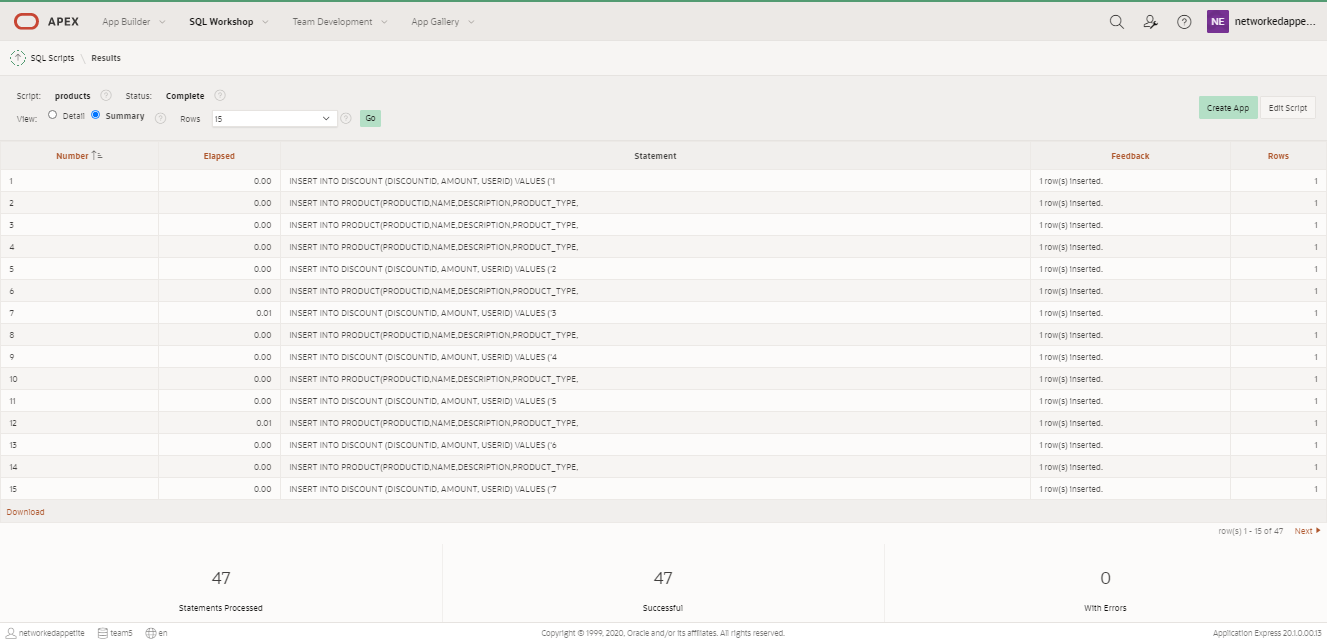 APEX App Builder SQL Workshop Team Development App Gallery NE networkedappe...
SQL Scripts \ Results
Script: products Status: Complete
View: Detail Summary Rows 15 Go
Create App Edit Script
Number Elapsed Statement Feedback Rows
1 0.00 INSERT INTO DISCOUNT (DISCOUNTID, AMOUNT, USERID) VALUES ('1 1 row(s) inserted. 1
2 0.00 INSERT INTO PRODUCT(PRODUCTID,NAME,DESCRIPTION,PRODUCT_TYPE, 1 row(s) inserted. 1
3 0.00 INSERT INTO PRODUCT(PRODUCTID,NAME,DESCRIPTION,PRODUCT_TYPE, 1 row(s) inserted. 1
4 0.00 INSERT INTO PRODUCT(PRODUCTID,NAME,DESCRIPTION,PRODUCT_TYPE, 1 row(s) inserted. 1
5 0.00 INSERT INTO DISCOUNT (DISCOUNTID, AMOUNT, USERID) VALUES ('2 1 row(s) inserted. 1
6 0.00 INSERT INTO PRODUCT(PRODUCTID,NAME,DESCRIPTION,PRODUCT_TYPE, 1 row(s) inserted. 1
7 0.01 INSERT INTO DISCOUNT (DISCOUNTID, AMOUNT, USERID) VALUES ('3 1 row(s) inserted. 1
8 0.00 INSERT INTO PRODUCT(PRODUCTID,NAME,DESCRIPTION,PRODUCT_TYPE, 1 row(s) inserted. 1
9 0.00 INSERT INTO DISCOUNT (DISCOUNTID, AMOUNT, USERID) VALUES ('4 1 row(s) inserted. 1
10 0.00 INSERT INTO PRODUCT(PRODUCTID,NAME,DESCRIPTION,PRODUCT_TYPE, 1 row(s) inserted. 1
11 0.00 INSERT INTO DISCOUNT (DISCOUNTID, AMOUNT, USERID) VALUES ('5 1 row(s) inserted. 1
12 0.01 INSERT INTO PRODUCT(PRODUCTID,NAME,DESCRIPTION,PRODUCT_TYPE, 1 row(s) inserted. 1
13 0.00 INSERT INTO DISCOUNT (DISCOUNTID, AMOUNT, USERID) VALUES ('6 1 row(s) inserted. 1
14 0.00 INSERT INTO PRODUCT(PRODUCTID,NAME,DESCRIPTION,PRODUCT_TYPE, 1 row(s) inserted. 1
15 0.00 INSERT INTO DISCOUNT (DISCOUNTID, AMOUNT, USERID) VALUES ('7 1 row(s) inserted. 1
Download
row(s) 1 - 15 of 47 Next
47 47 0
Statements Processed Successful With Errors
networkedappetite team5 en Copyright © 1999, 2020, Oracle and/or its affiliates. All rights reserved. Application Express 20.1.0.00.13